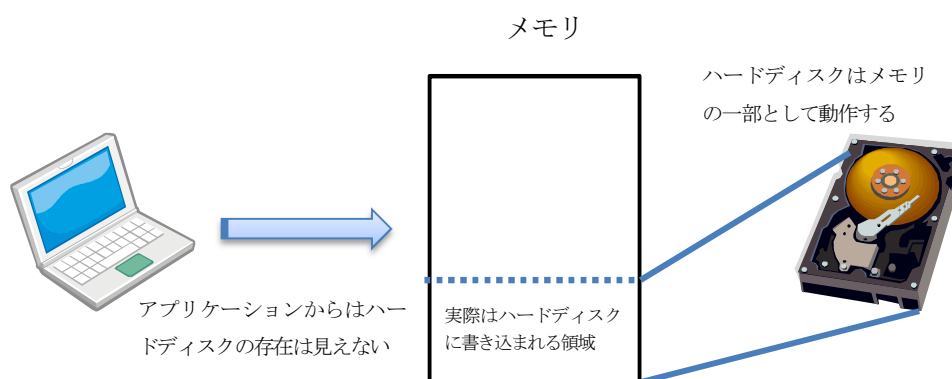 メモリ
ハードディスクはメモリ
の一部として動作する
アプリケーションからはハー
ドディスクの存在は見えない
実際はハードディスク
に書き込まれる領域